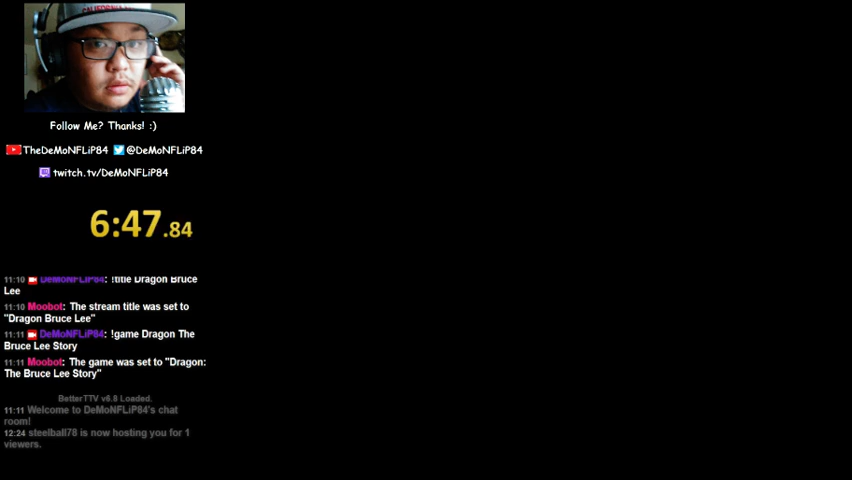 CALIFORNIA
Follow Me? Thanks! :)
TheDeMoNFLiP84 @DeMoNFLiP84
twitch.tv/DeMoNFLiP84
6:47.84
11:10 DeMoNFLiP84: !title Dragon Bruce
Lee
11:10 Moobot: The stream title was set to
"Dragon Bruce Lee"
11:11 DeMoNFLiP84: !game Dragon The
Bruce Lee Story
11:11 Moobot: The game was set to "Dragon:
The Bruce Lee Story"
BetterTTV v6.8 Loaded.
11:11 Welcome to DeMoNFLiP84's chat
room!
12:24 steelball78 is now hosting you for 1
viewers.